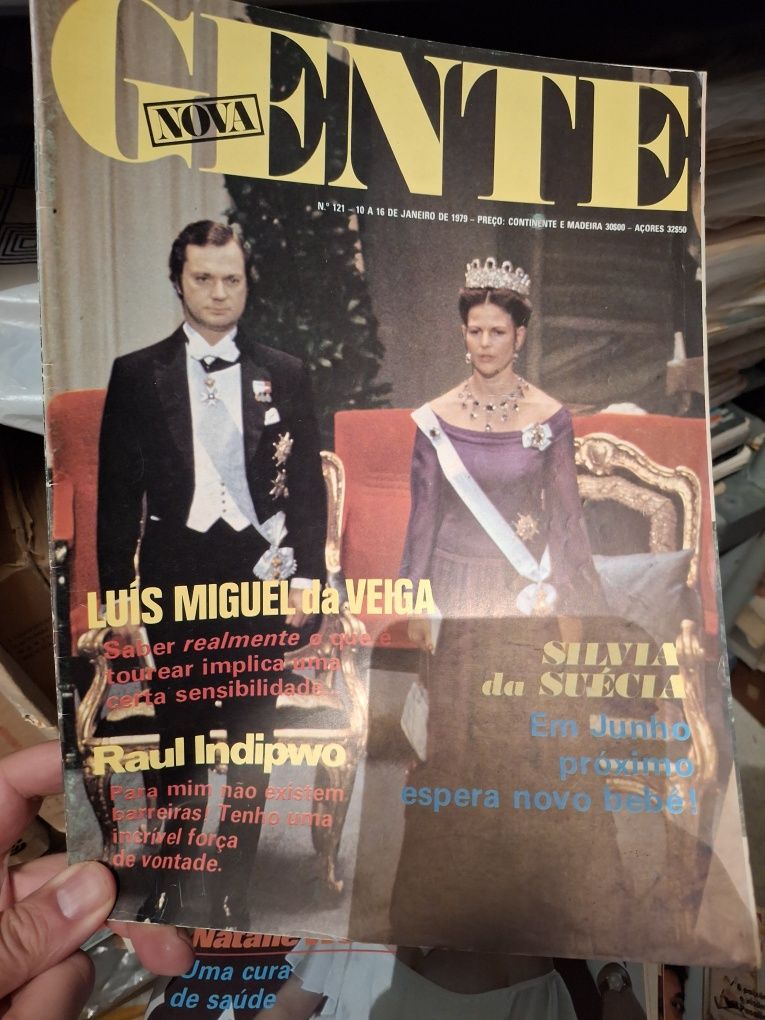 NOVA
GENTE
N.º 121 – 10 A 16 DE JANEIRO DE 1979 – PREÇO: CONTINENTE E MADEIRA 30$00 – AÇORES 32$50
LUÍS MIGUEL da VEIGA
Saber realmente o que é
tourear implica uma
certa sensibilidade.
Raul Indipwo
Para mim não existem
barreiras! Tenho uma
incrível força
de vontade.
SILVIA
da SUÉCIA
Em Junho
próximo
espera novo bebé!
Uma cura
de saúde